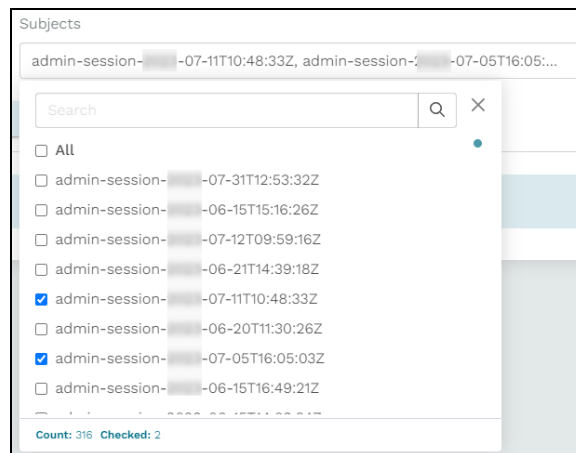 Subjects
admin-session- -07-11T10:48:33Z, admin-session- -07-05T16:05:...
Search
All
admin-session- -07-31T12:53:32Z
admin-session- -06-15T15:16:26Z
admin-session- -07-12T09:59:16Z
admin-session- -06-21T14:39:18Z
admin-session- -07-11T10:48:33Z
admin-session- -06-20T11:30:26Z
admin-session- -07-05T16:05:03Z
admin-session- -06-15T16:49:21Z
Count: 316 Checked: 2